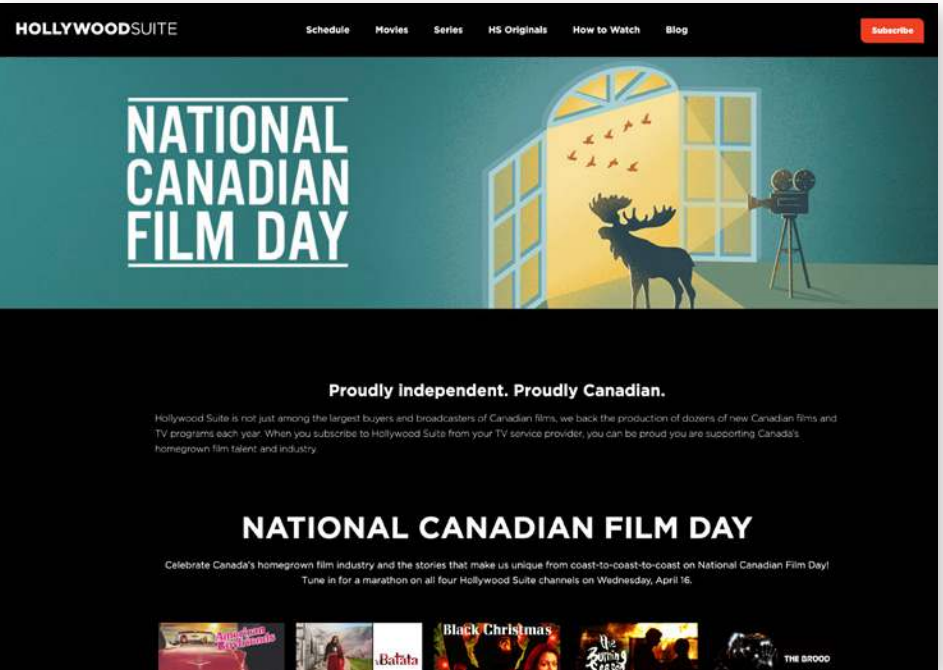 HOLLYWOODSUITE
Schedule Movies Series HS Originals How to Watch Blog
Subscribe
NATIONAL
CANADIAN
FILM DAY
Proudly independent. Proudly Canadian.
Hollywood Suite is not just among the largest buyers and broadcasters of Canadian films, we back the production of dozens of new Canadian films and
TV programs each year. When you subscribe to Hollywood Suite from your TV service provider, you can be proud you are supporting Canada's
homegrown film talent and industry.
NATIONAL CANADIAN FILM DAY
Celebrate Canada's homegrown film industry and the stories that make us unique from coast-to-coast-to-coast on National Canadian Film Day!
Tune in for a marathon on all four Hollywood Suite channels on Wednesday, April 16.
American
Boyfriends
Batata
Black Christmas
the
Burning
Season
THE BROOD